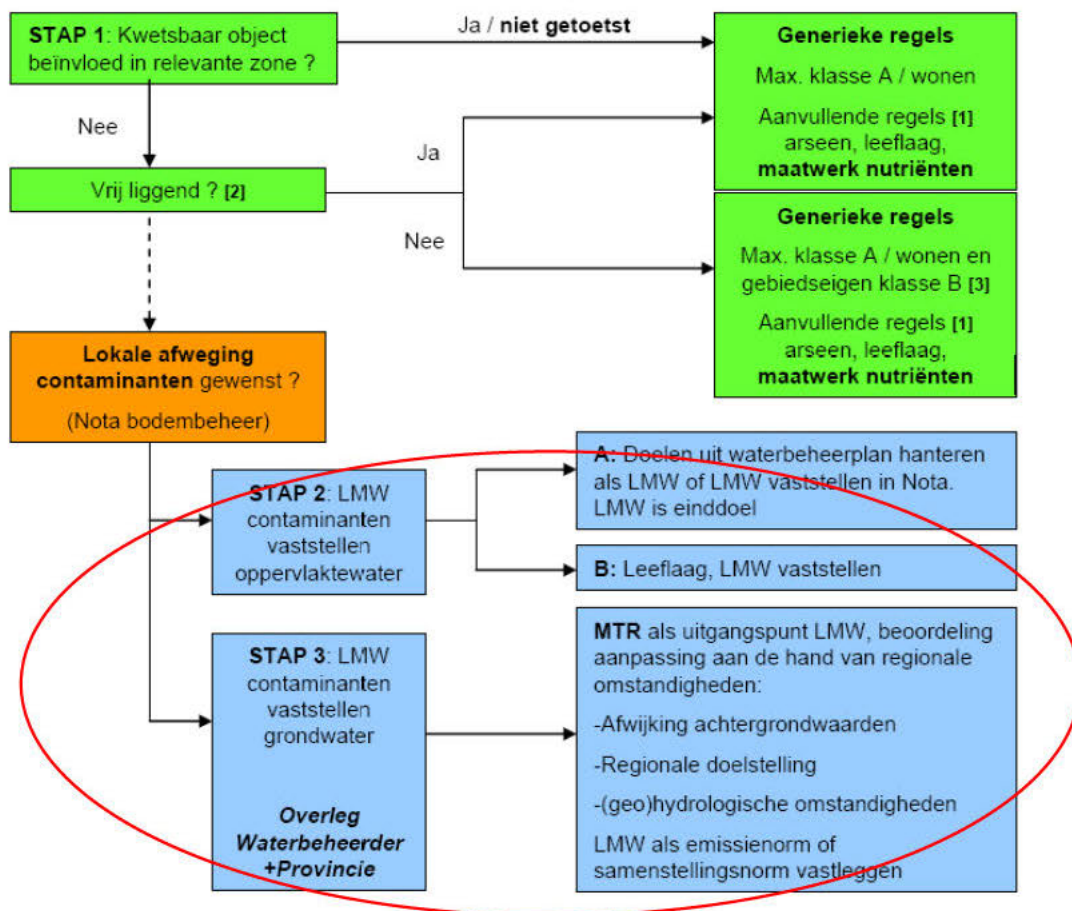 STAP 1: Kwetsbaar object
beïnvloed in relevante zone ?
Ja / niet getoetst
Generieke regels
Max. klasse A / wonen
Aanvullende regels [1]
arseen, leeflaag,
maatwerk nutriënten
Nee
Ja
Vrij liggend ? [2]
Nee
Generieke regels
Max. klasse A / wonen en
gebiedseigen klasse B [3]
Aanvullende regels [1]
arseen, leeflaag,
maatwerk nutriënten
Lokale afweging
contaminanten gewenst ?
(Nota bodembeheer)
STAP 2: LMW
contaminanten
vaststellen
oppervlaktewater
A: Doelen uit waterbeheerplan hanteren
als LMW of LMW vaststellen in Nota.
LMW is einddoel
B: Leeflaag, LMW vaststellen
STAP 3: LMW
contaminanten
vaststellen
grondwater
Overleg
Waterbeheerder
+Provincie
MTR als uitgangspunt LMW, beoordeling
aanpassing aan de hand van regionale
omstandigheden:
-Afwijking achtergrondwaarden
-Regionale doelstelling
-(geo)hydrologische omstandigheden
LMW als emissienorm of
samenstellingsnorm vastleggen